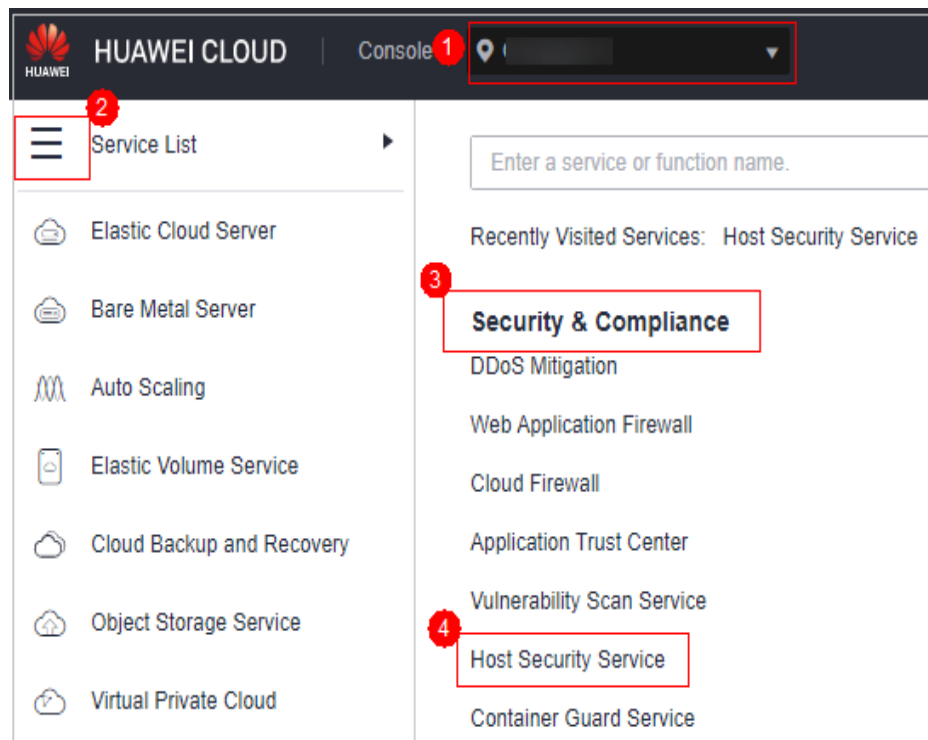 HUAWEI
HUAWEI CLOUD
Console
1
2
Service List
Elastic Cloud Server
Bare Metal Server
Auto Scaling
Elastic Volume Service
Cloud Backup and Recovery
Object Storage Service
Virtual Private Cloud
Enter a service or function name.
Recently Visited Services: Host Security Service
3
Security & Compliance
DDoS Mitigation
Web Application Firewall
Cloud Firewall
Application Trust Center
Vulnerability Scan Service
4
Host Security Service
Container Guard Service